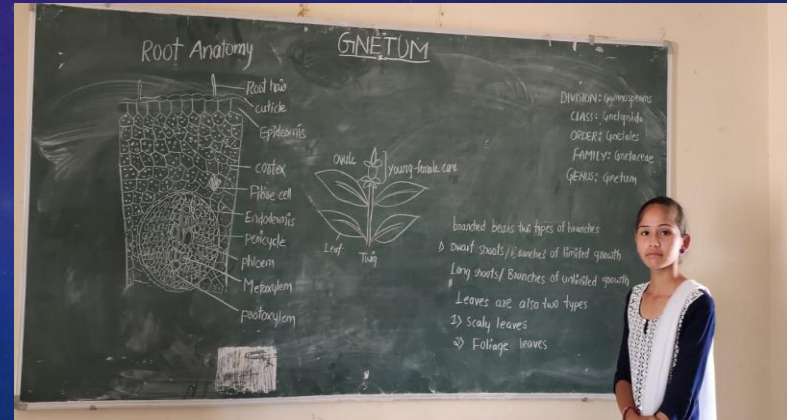 Root Anatomy
GNETUM
Root hair
cuticle
Epidermis
cortex
Fibre cell
Endodermis
pericycle
phloem
Metaxylem
protoxylem
ovule
young-female cone
Leaf
Twig
DIVISION: Gymnosperms
CLASS: Gnetopsida
ORDER: Gnetales
FAMILY: Gnetaceae
GENUS: Gnetum
branched bears two types of branches
Dwarf shoots/Branches of limited growth
Long shoots/Branches of unlimited growth
Leaves are also two types
1) Scaly leaves
2) Foliage leaves